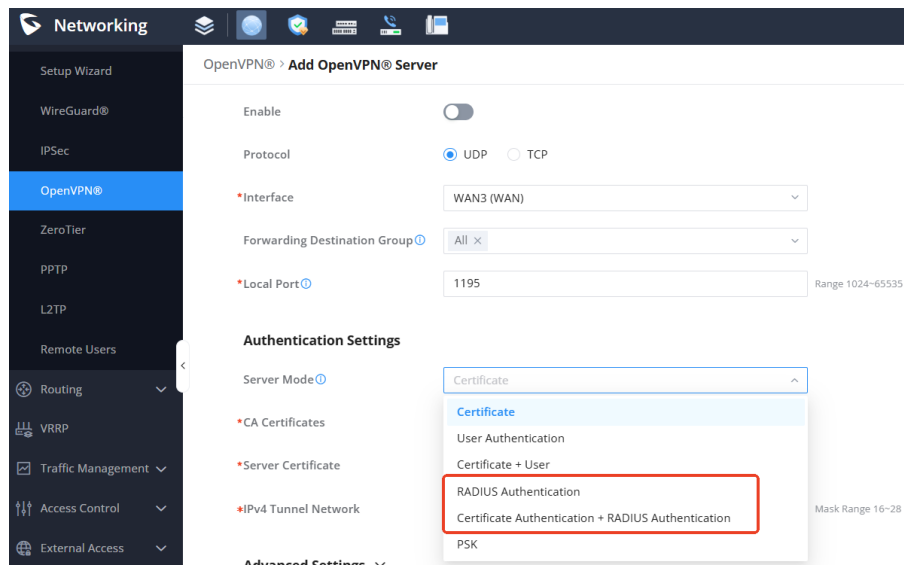 Networking
Setup Wizard
WireGuard®
IPSec
OpenVPN®
ZeroTier
PPTP
L2TP
Remote Users
Routing
VRRP
Traffic Management
Access Control
External Access
OpenVPN® > Add OpenVPN® Server
Enable
Protocol
UDP
TCP
*Interface
WAN3 (WAN)
Forwarding Destination Group
All ×
*Local Port
1195
Range 1024~65535
Authentication Settings
Server Mode
Certificate
Certificate
User Authentication
Certificate + User
RADIUS Authentication
Certificate Authentication + RADIUS Authentication
PSK
*CA Certificates
*Server Certificate
*IPv4 Tunnel Network
Mask Range 16~28
Advanced Settings